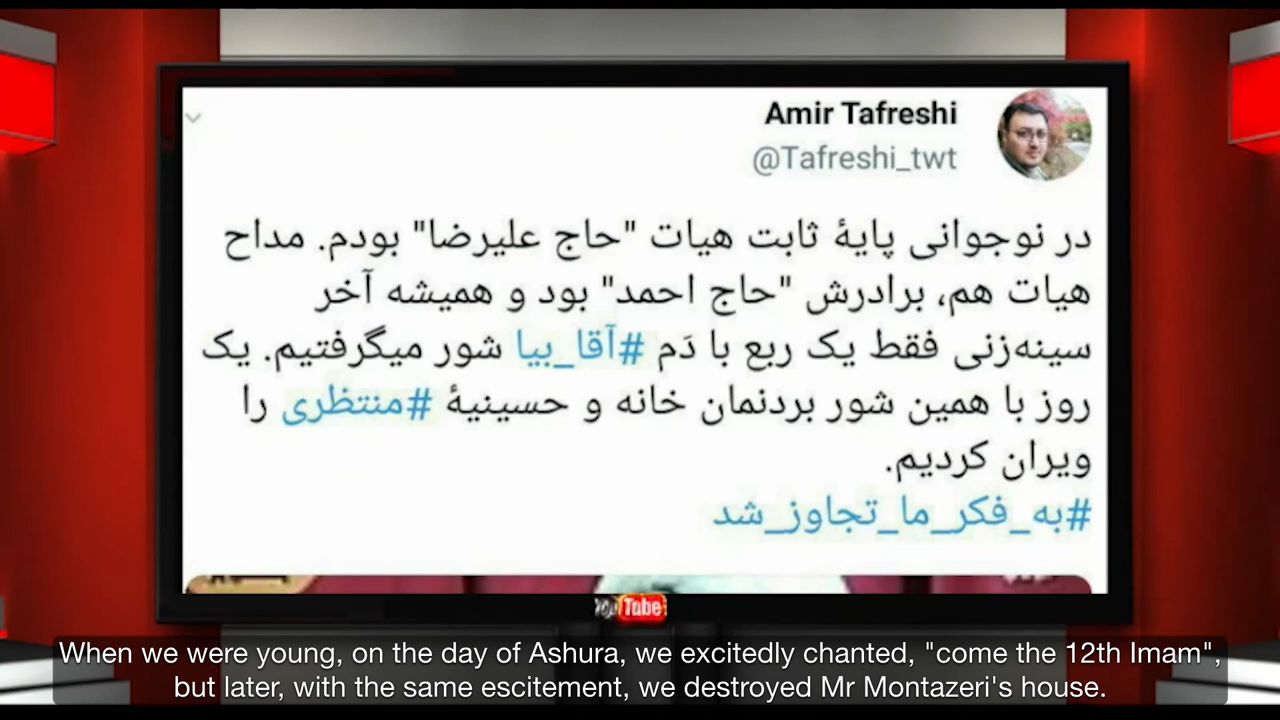 Amir Tafreshi
@Tafreshi_twt
در نوجوانی پایهٔ ثابت هیات "حاج علیرضا" بودم. مداح
هیات هم، برادرش "حاج احمد" بود و همیشه آخر
سینه‌زنی فقط یک ربع با دَم #آقا_بیا شور میگرفتیم. یک
روز با همین شور بردنمان خانه و حسینیهٔ #منتظری را
ویران کردیم.
#به_فکر_ما_تجاوز_شد
YouTube
When we were young, on the day of Ashura, we excitedly chanted, "come the 12th Imam",
but later, with the same escitement, we destroyed Mr Montazeri's house.